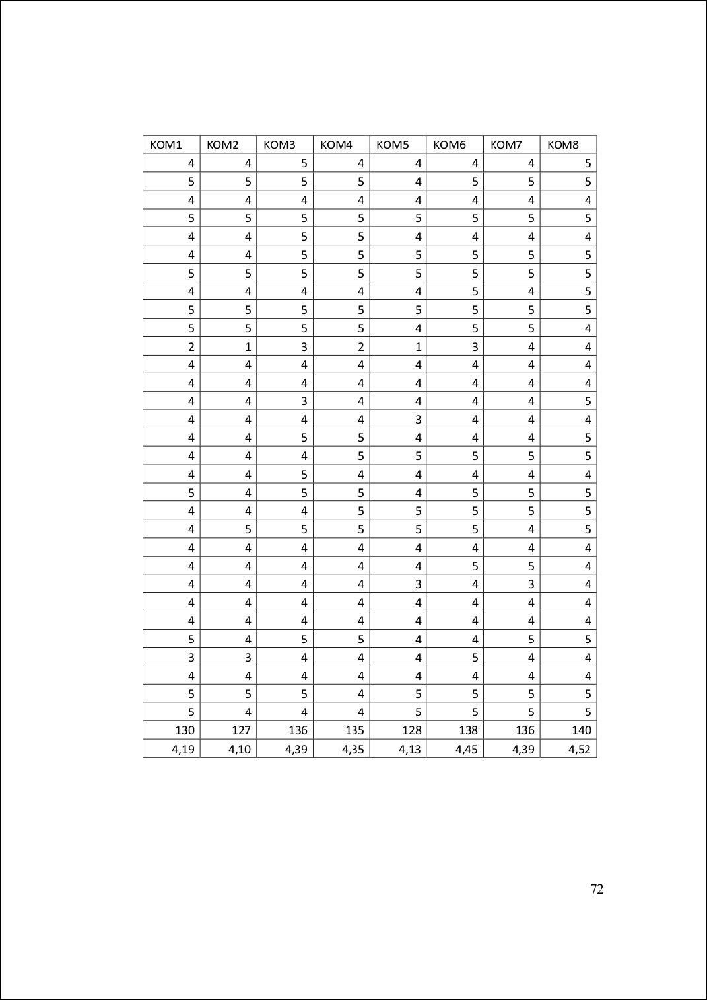 KOM1 KOM2 KOM3 KOM4 KOM5 KOM6 KOM7 KOM8
4 4 5 4 4 4 4 5
5 5 5 5 4 5 5 5
4 4 4 4 4 4 4 4
5 5 5 5 5 5 5 5
4 4 5 5 4 4 4 4
4 4 5 5 5 5 5 5
5 5 5 5 5 5 5 5
4 4 4 4 4 5 4 5
5 5 5 5 5 5 5 5
5 5 5 5 4 5 5 4
2 1 3 2 1 3 4 4
4 4 4 4 4 4 4 4
4 4 4 4 4 4 4 4
4 4 3 4 4 4 4 5
4 4 4 4 3 4 4 4
4 4 5 5 4 4 4 5
4 4 4 5 5 5 5 5
4 4 5 4 4 4 4 4
5 4 5 5 4 5 5 5
4 4 4 5 5 5 5 5
4 5 5 5 5 5 4 5
4 4 4 4 4 4 4 4
4 4 4 4 4 5 5 4
4 4 4 4 3 4 3 4
4 4 4 4 4 4 4 4
4 4 4 4 4 4 4 4
5 4 5 5 4 4 5 5
3 3 4 4 4 5 4 4
4 4 4 4 4 4 4 4
5 5 5 4 5 5 5 5
5 4 4 4 5 5 5 5
130 127 136 135 128 138 136 140
4,19 4,10 4,39 4,35 4,13 4,45 4,39 4,52
72